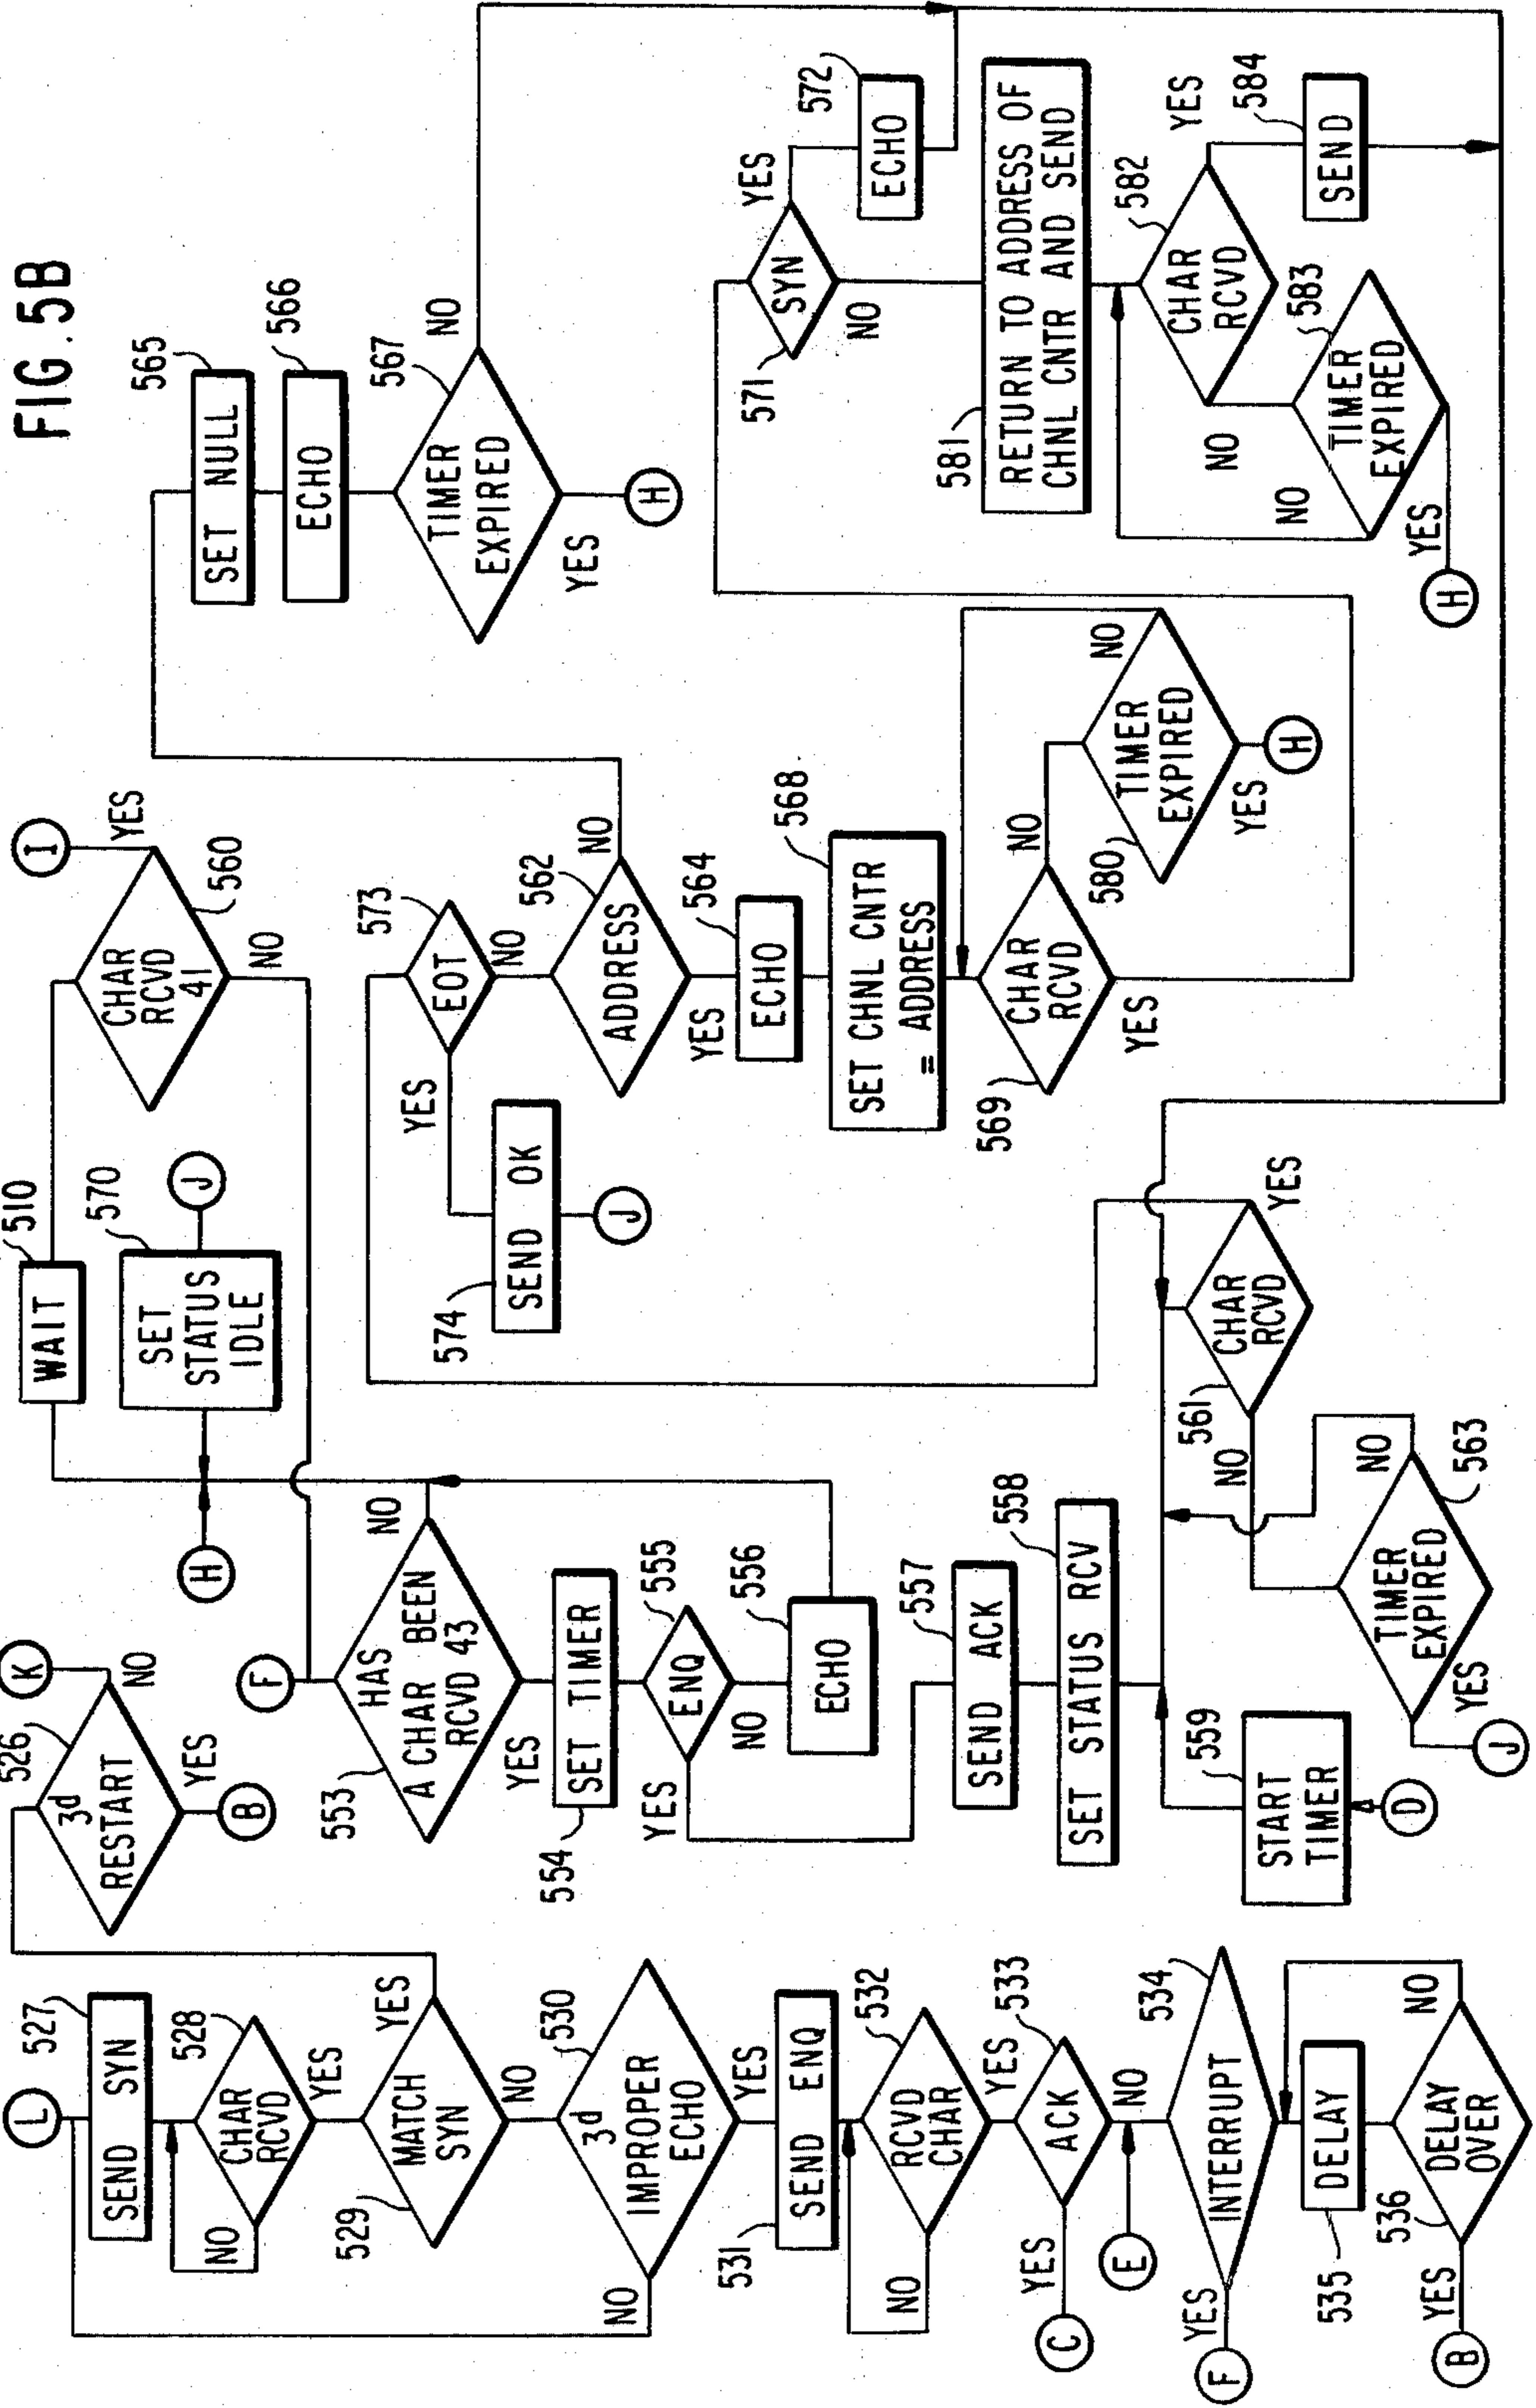 FIG. 5B
L
527
SEND SYN
528
CHAR
RCVD
NO
YES
MATCH
SYN
529
YES
NO
530
3d
IMPROPER
ECHO
NO
YES
531
SEND ENQ
532
RCVD
CHAR
NO
YES
533
ACK
YES
C
NO
E
534
INTERRUPT
YES
F
DELAY
535
DELAY
OVER
536
NO
YES
B
526
3d
RESTART
K
NO
YES
B
H
F
553
HAS
A CHAR BEEN
RCVD 43
NO
YES
554
SET TIMER
555
ENQ
YES
NO
556
ECHO
557
SEND ACK
558
SET STATUS RCV
559
START
TIMER
D
561
CHAR
RCVD
YES
NO
563
TIMER
EXPIRED
NO
YES
J
510
WAIT
570
SET
STATUS
IDLE
J
I
YES
560
CHAR
RCVD
41
NO
573
EOT
YES
NO
574
SEND OK
J
562
ADDRESS
NO
YES
564
ECHO
568
SET CHNL CNTR
= ADDRESS
569
CHAR
RCVD
NO
YES
580
TIMER
EXPIRED
NO
YES
H
565
SET NULL
566
ECHO
567
TIMER
EXPIRED
NO
YES
H
571
SYN
YES
NO
572
ECHO
581
RETURN TO ADDRESS OF
CHNL CNTR AND SEND
582
CHAR
RCVD
YES
NO
583
TIMER
EXPIRED
NO
YES
H
584
SEND